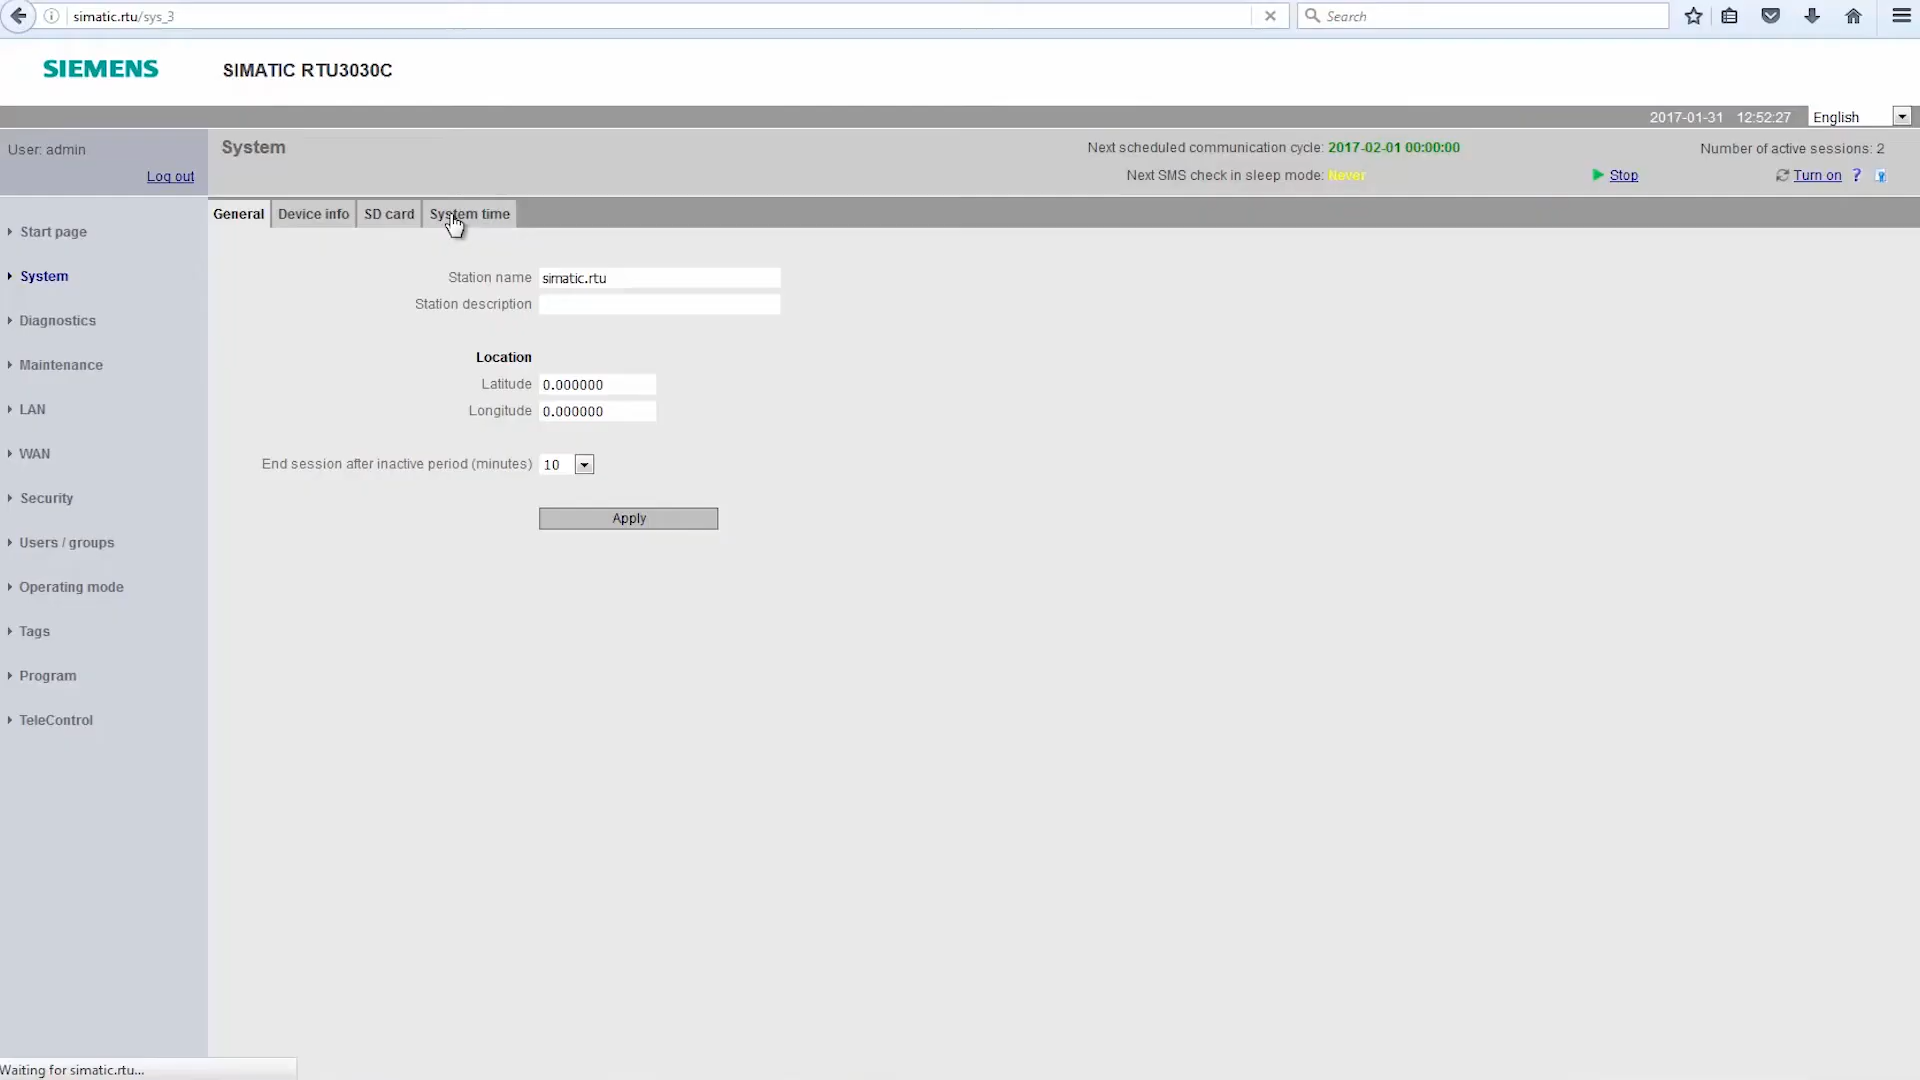 simatic.rtu/sys_3
Search
SIEMENS
SIMATIC RTU3030C
2017-01-31 12:52:27 English
User: admin
Log out
System
Next scheduled communication cycle: 2017-02-01 00:00:00
Number of active sessions: 2
Next SMS check in sleep mode: Never
Stop
Turn on ?
General Device info SD card System time
Start page
System
Diagnostics
Maintenance
LAN
WAN
Security
Users / groups
Operating mode
Tags
Program
TeleControl
Station name simatic.rtu
Station description
Location
Latitude 0.000000
Longitude 0.000000
End session after inactive period (minutes) 10
Apply
Waiting for simatic.rtu...